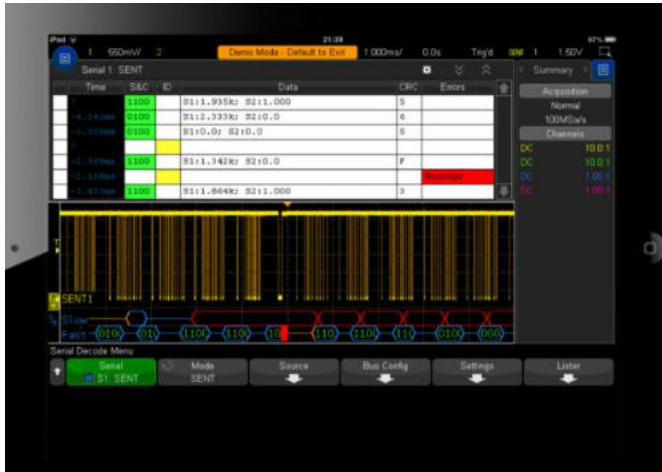 iPad 21:39 97%
1 550mV/ 2 Demo Mode - Default to Exit 1.000ms/ 0.0s Trig'd 1 1.50V
Serial 1: SENT Summary
Time S&C ID Data CRC Errors
Acquisition
? 1100 S1:1.935k; S2:1.000 5
Normal
0100 S1:2.333k; S2:0.0 6
100MSa/s
0100 S1:0.0; S2:0.0 5
Channels
?
DC 10.0:1
1100 S1:1.342k; S2:0.0 F
DC 10.0:1
DC 1.00:1
1100 S1:1.864k; S2:1.000 3
DC 1.00:1
T
SENT1
S1 Slow
Fast 010 01 110 110 10 110 110 11 010 000
Serial Decode Menu
Serial Mode Source Bus Config Settings Lister
S1: SENT SENT